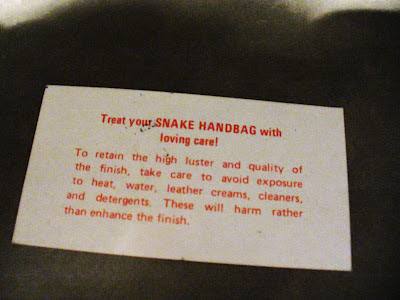 Treat your SNAKE HANDBAG with
loving care!
To retain the high luster and quality of
the finish, take care to avoid exposure
to heat, water, leather creams, cleaners,
and detergents. These will harm rather
than enhance the finish.